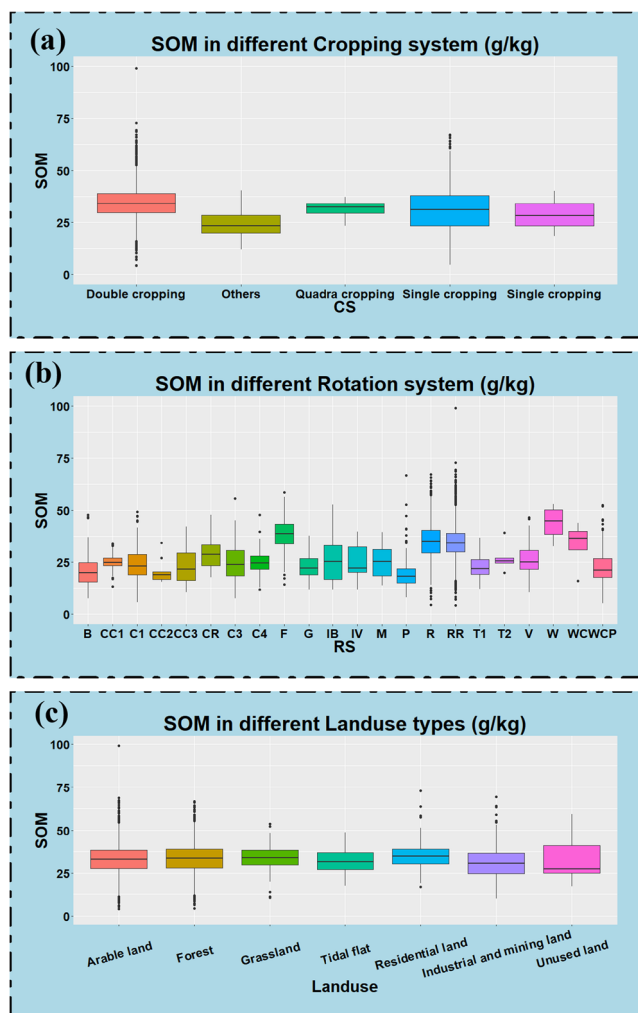 (a)
SOM in different Cropping system (g/kg)
100
75
50
25
0
SOM
Double cropping Others Quadra cropping Single cropping Single cropping
CS
(b)
SOM in different Rotation system (g/kg)
100
75
50
25
0
SOM
B CC1 C1 CC2 CC3 CR C3 C4 F G IB IV M P R RR T1 T2 V W WC WCP
RS
(c)
SOM in different Landuse types (g/kg)
100
75
50
25
0
SOM
Arable land Forest Grassland Tidal flat Residential land Industrial and mining land Unused land
Landuse